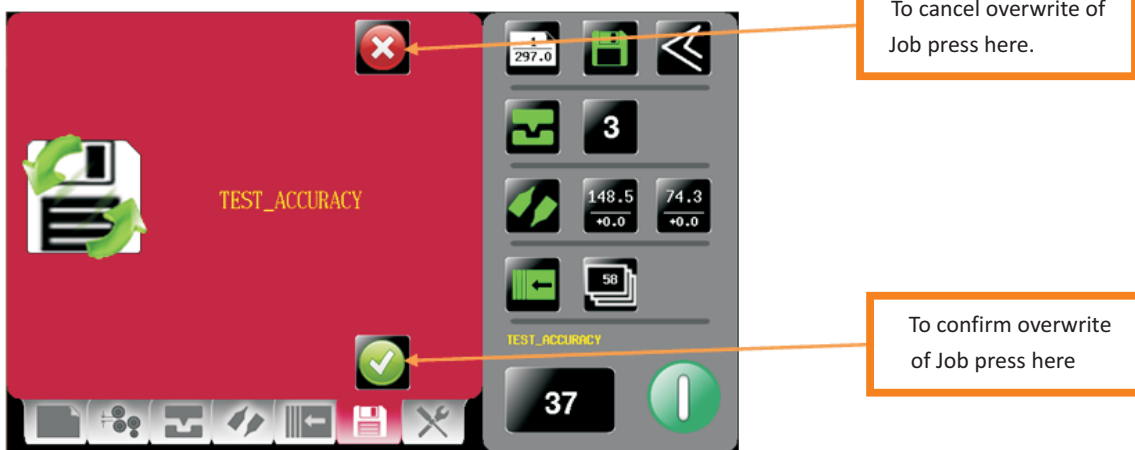 To cancel overwrite of
Job press here.
1
297.0
3
TEST_ACCURACY
148.5
+0.0
74.3
+0.0
58
TEST_ACCURACY
37
To confirm overwrite
of Job press here